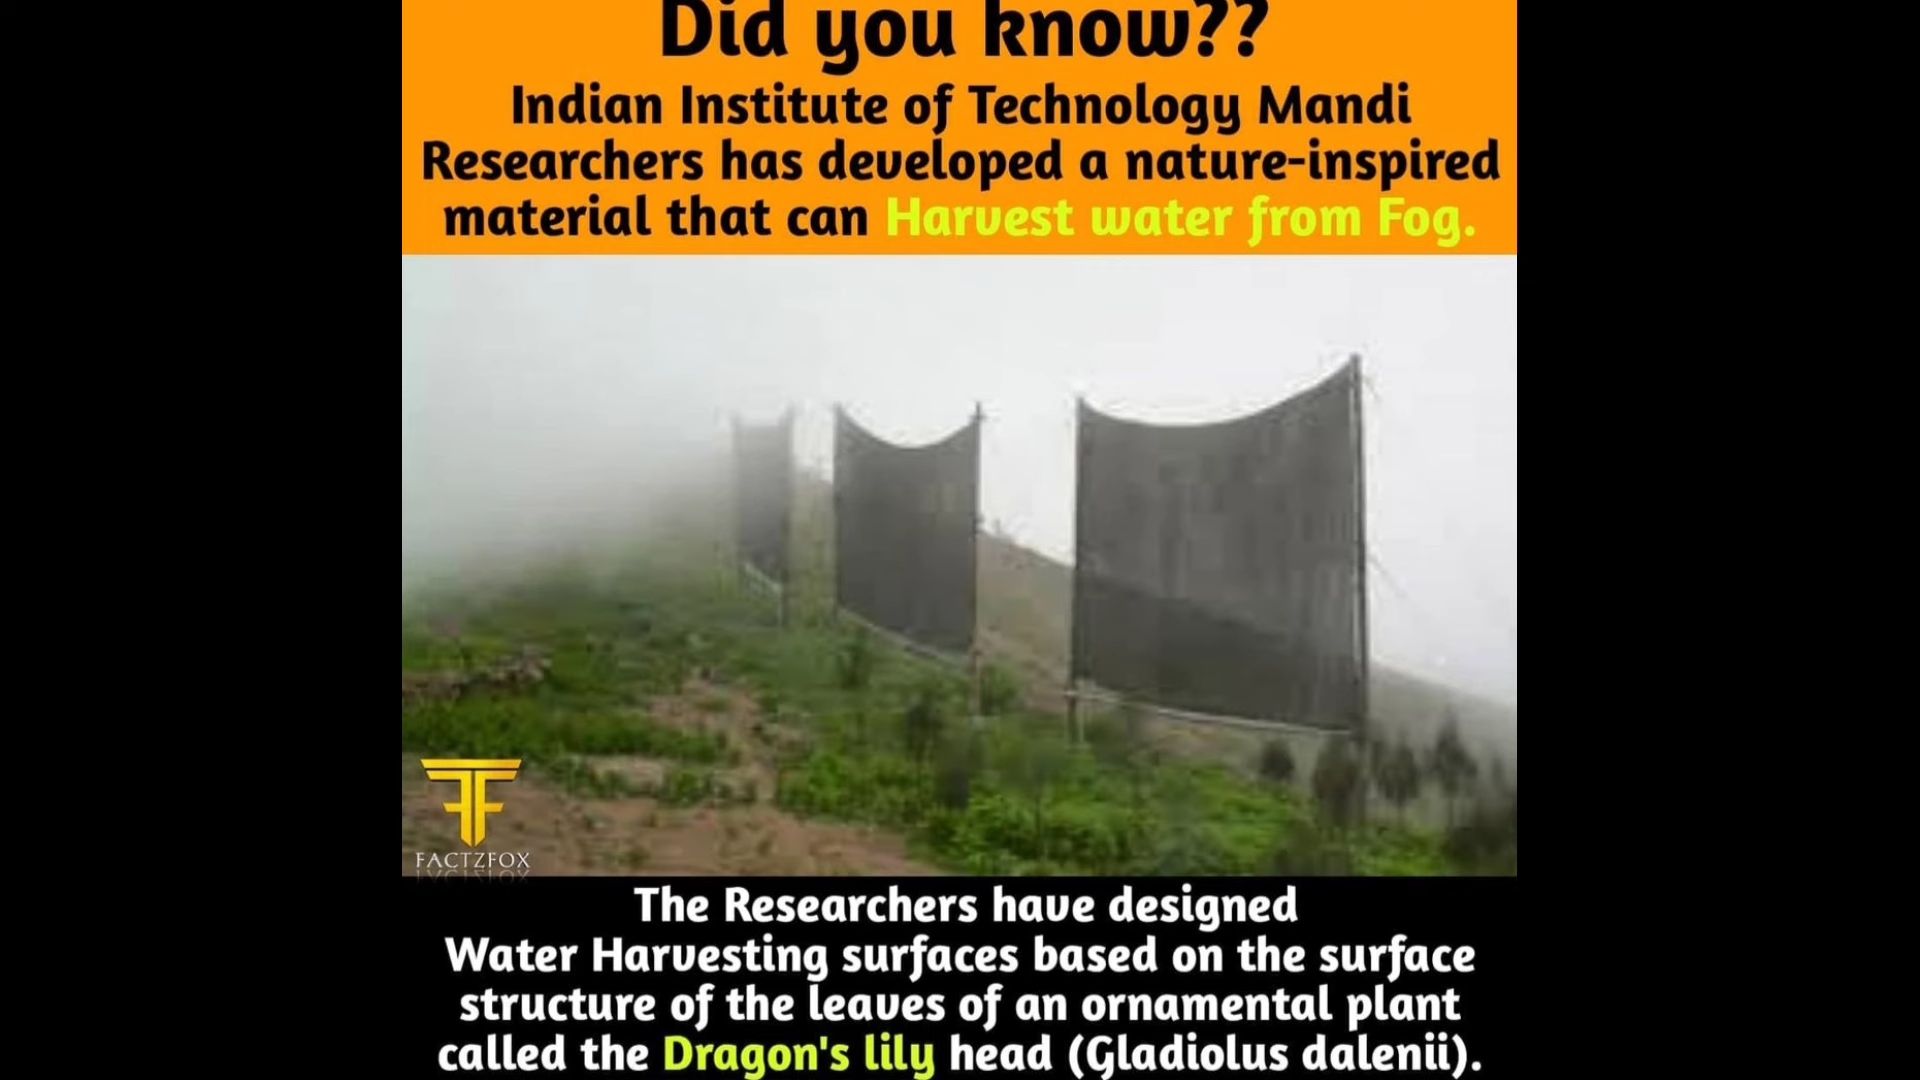 Did you know??
Indian Institute of Technology Mandi
Researchers has developed a nature-inspired
material that can Harvest water from Fog.
FACTZFOX
The Researchers have designed
Water Harvesting surfaces based on the surface
structure of the leaves of an ornamental plant
called the Dragon's lily head (Gladiolus dalenii).